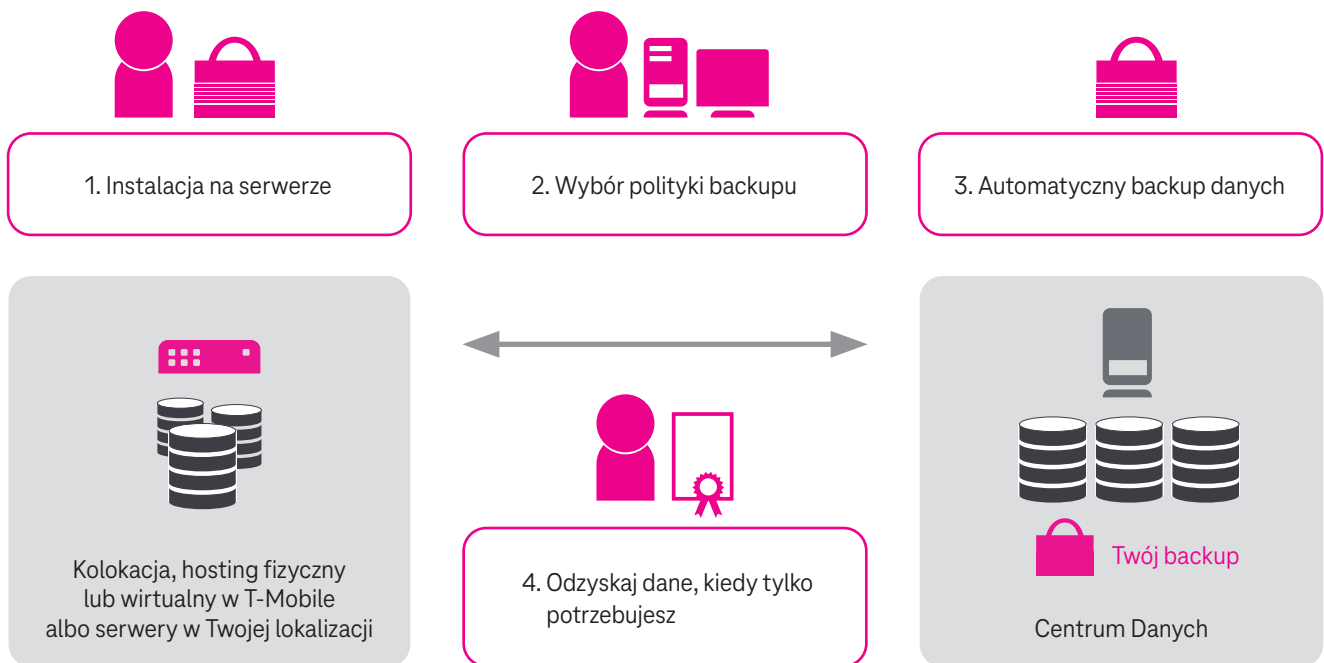 1. Instalacja na serwerze
2. Wybór polityki backupu
3. Automatyczny backup danych
Kolokacja, hosting fizyczny
lub wirtualny w T-Mobile
albo serwery w Twojej lokalizacji
4. Odzyskaj dane, kiedy tylko
potrzebujesz
Twój backup
Centrum Danych